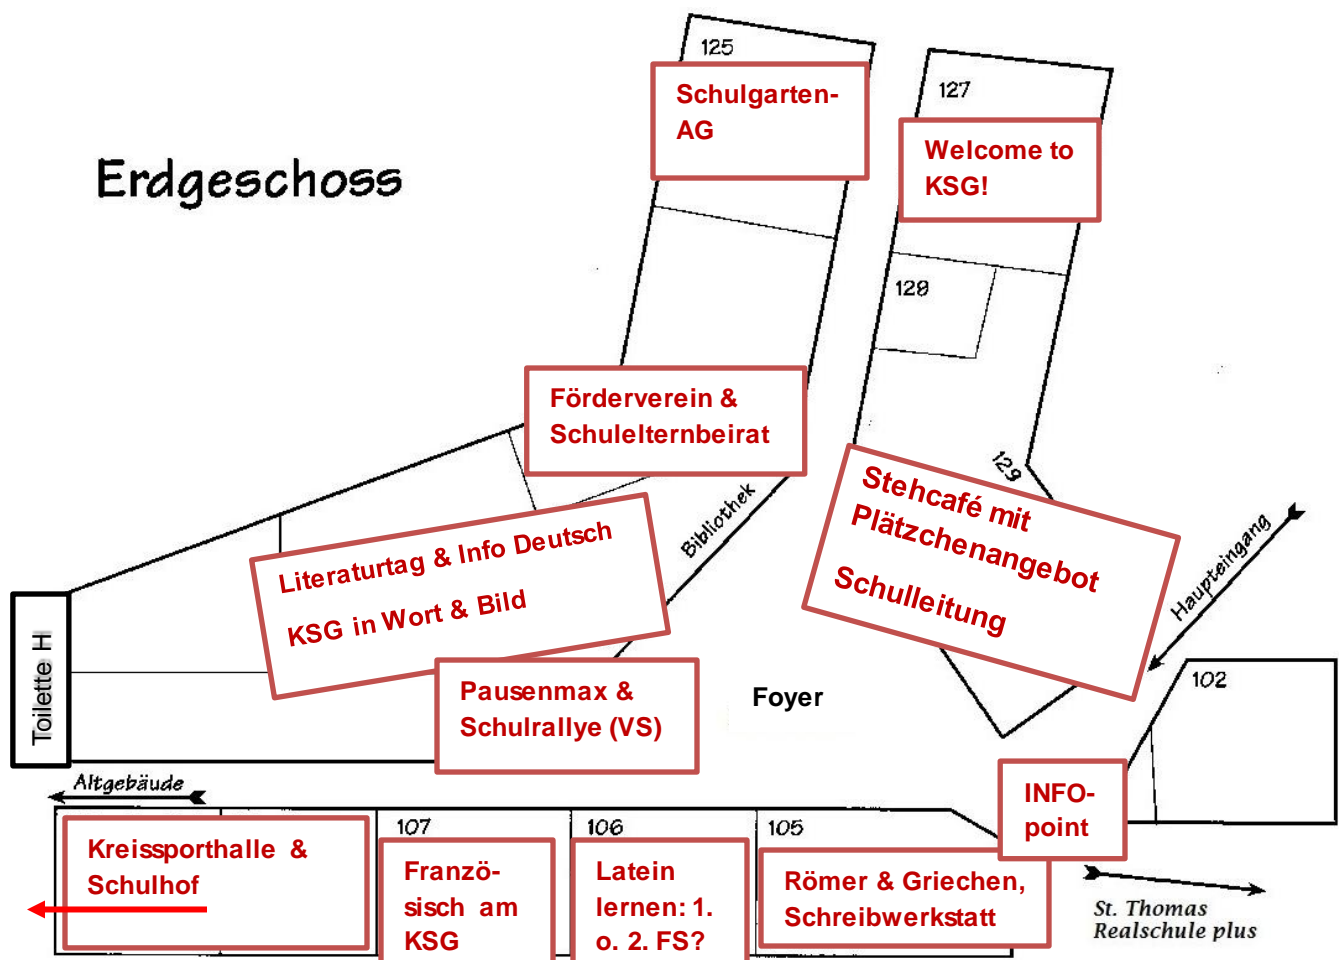 125
Schulgarten-
AG
127
Welcome to
KSG!
Erdgeschoss
128
Förderverein &
Schulelternbeirat
129
Stehcafé mit
Plätzchenangebot
Schulleitung
Bibliothek
Haupteingang
Literaturtag & Info Deutsch
KSG in Wort & Bild
Toilette H
Pausenmax &
Schulrallye (VS)
Foyer
102
Altgebäude
INFO-
point
Kreissporthalle &
Schulhof
107
Franzö-
sisch am
KSG
106
Latein
lernen: 1.
o. 2. FS?
105
Römer & Griechen,
Schreibwerkstatt
St. Thomas
Realschule plus